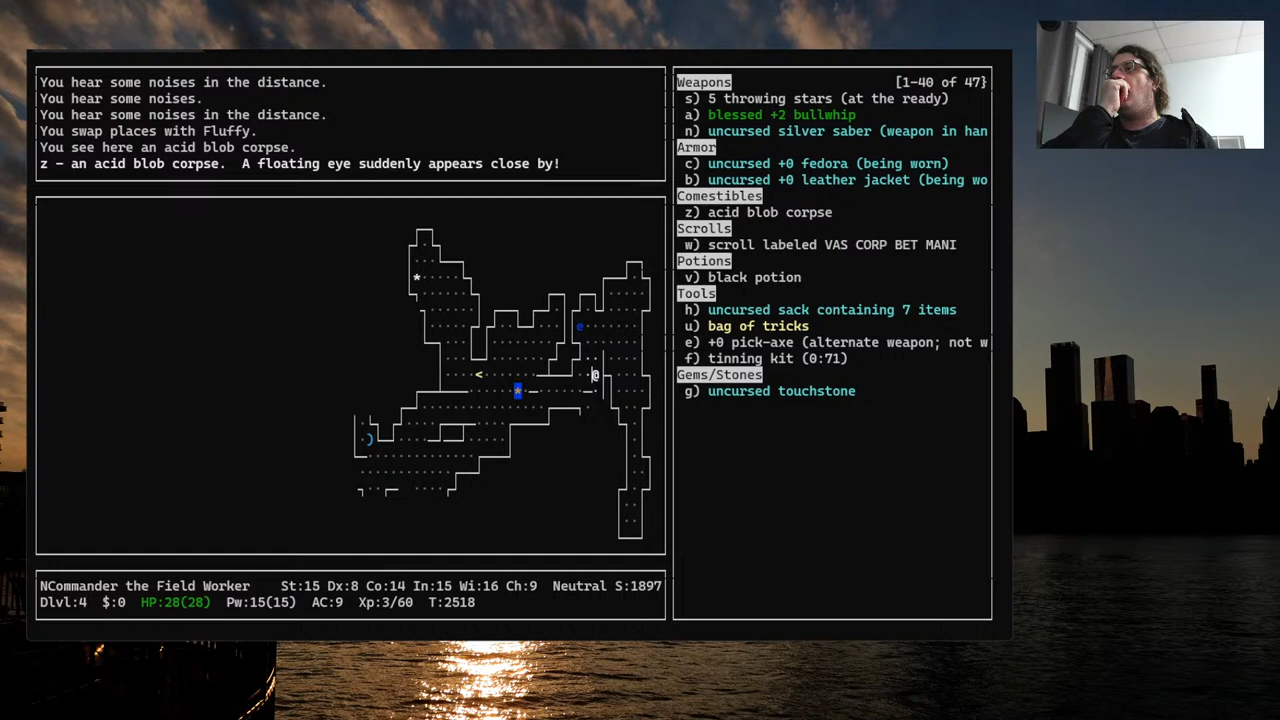 You hear some noises in the distance.
You hear some noises.
You hear some noises in the distance.
You swap places with Fluffy.
You see here an acid blob corpse.
z - an acid blob corpse.  A floating eye suddenly appears close by!
Weapons [1-40 of 47}
s) 5 throwing stars (at the ready)
a) blessed +2 bullwhip
n) uncursed silver saber (weapon in han
Armor
c) uncursed +0 fedora (being worn)
b) uncursed +0 leather jacket (being wo
Comestibles
z) acid blob corpse
Scrolls
w) scroll labeled VAS CORP BET MANI
Potions
v) black potion
Tools
h) uncursed sack containing 7 items
u) bag of tricks
e) +0 pick-axe (alternate weapon; not w
f) tinning kit (0:71)
Gems/Stones
g) uncursed touchstone
NCommander the Field Worker St:15 Dx:8 Co:14 In:15 Wi:16 Ch:9 Neutral S:1897
Dlvl:4 $:0 HP:28(28) Pw:15(15) AC:9 Xp:3/60 T:2518